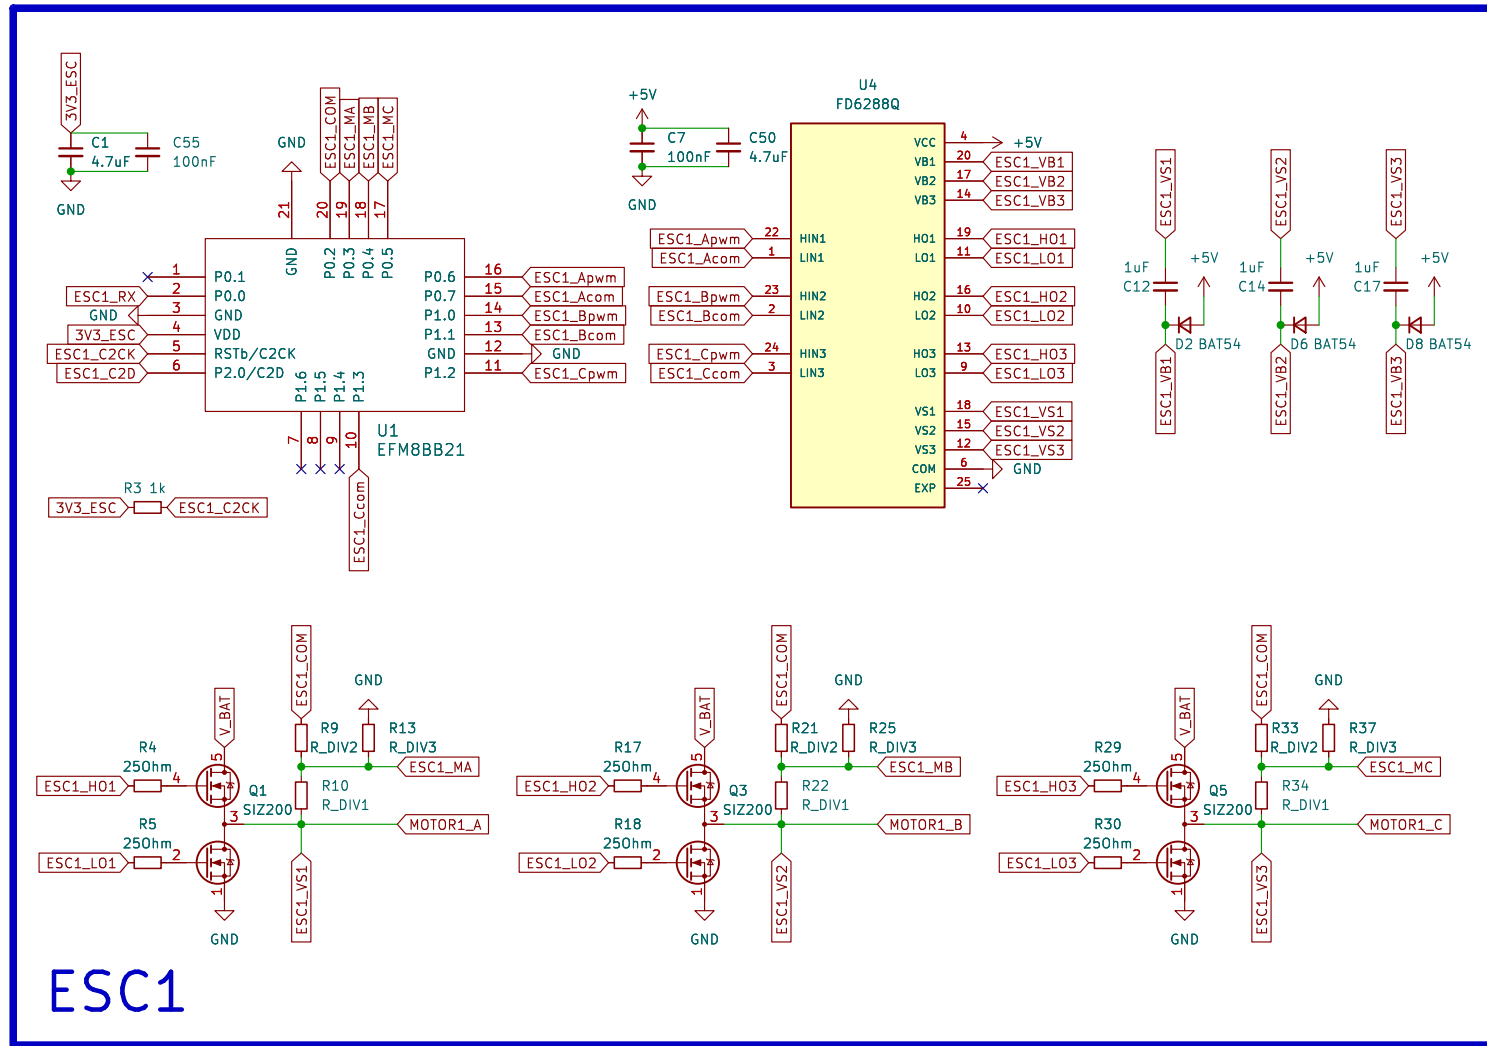 3V3_ESC
C1
4.7uF
C55
100nF
GND
GND
ESC1_COM
ESC1_MA
ESC1_MB
ESC1_MC
21
20
19
18
17
GND
P0.2
P0.3
P0.4
P0.5
1
P0.1
ESC1_RX
2
P0.0
GND
3
GND
3V3_ESC
4
VDD
ESC1_C2CK
5
RSTb/C2CK
ESC1_C2D
6
P2.0/C2D
P0.6
16
ESC1_Apwm
P0.7
15
ESC1_Acom
P1.0
14
ESC1_Bpwm
P1.1
13
ESC1_Bcom
GND
12
GND
P1.2
11
ESC1_Cpwm
P1.6
P1.5
P1.4
P1.3
7
8
9
10
U1
EFM8BB21
ESC1_Ccom
R3 1k
3V3_ESC
ESC1_C2CK
+5V
C7
100nF
C50
4.7uF
GND
U4
FD6288Q
VCC
4
+5V
VB1
20
ESC1_VB1
VB2
17
ESC1_VB2
VB3
14
ESC1_VB3
ESC1_Apwm
22
HIN1
HO1
19
ESC1_HO1
ESC1_Acom
1
LIN1
LO1
11
ESC1_LO1
ESC1_Bpwm
23
HIN2
HO2
16
ESC1_HO2
ESC1_Bcom
2
LIN2
LO2
10
ESC1_LO2
ESC1_Cpwm
24
HIN3
HO3
13
ESC1_HO3
ESC1_Ccom
3
LIN3
LO3
9
ESC1_LO3
VS1
18
ESC1_VS1
VS2
15
ESC1_VS2
VS3
12
ESC1_VS3
COM
6
GND
EXP
25
ESC1_VS1
1uF
C12
+5V
D2 BAT54
ESC1_VB1
ESC1_VS2
1uF
C14
+5V
D6 BAT54
ESC1_VB2
ESC1_VS3
1uF
C17
+5V
D8 BAT54
ESC1_VB3
V_BAT
ESC1_COM
GND
R9
R_DIV2
R13
R_DIV3
R4
25Ohm
5
ESC1_MA
ESC1_HO1
4
Q1
SIZ200
R10
R_DIV1
R5
25Ohm
3
MOTOR1_A
ESC1_LO1
2
1
ESC1_VS1
GND
V_BAT
ESC1_COM
GND
R21
R_DIV2
R25
R_DIV3
R17
25Ohm
5
ESC1_MB
ESC1_HO2
4
Q3
SIZ200
R22
R_DIV1
R18
25Ohm
3
MOTOR1_B
ESC1_LO2
2
1
ESC1_VS2
GND
V_BAT
ESC1_COM
GND
R33
R_DIV2
R37
R_DIV3
R29
25Ohm
5
ESC1_MC
ESC1_HO3
4
Q5
SIZ200
R34
R_DIV1
R30
25Ohm
3
MOTOR1_C
ESC1_LO3
2
1
ESC1_VS3
GND
ESC1